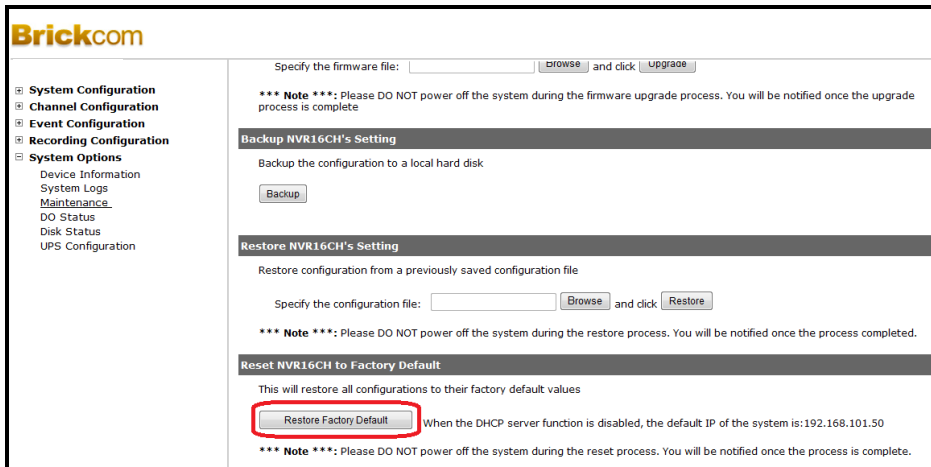 Brickcom
System Configuration
Channel Configuration
Event Configuration
Recording Configuration
System Options
Device Information
System Logs
Maintenance
DO Status
Disk Status
UPS Configuration
Specify the firmware file: Browse and click Upgrade
*** Note ***: Please DO NOT power off the system during the firmware upgrade process. You will be notified once the upgrade
process is complete
Backup NVR16CH's Setting
Backup the configuration to a local hard disk
Backup
Restore NVR16CH's Setting
Restore configuration from a previously saved configuration file
Specify the configuration file: Browse and click Restore
*** Note ***: Please DO NOT power off the system during the restore process. You will be notified once the process completed.
Reset NVR16CH to Factory Default
This will restore all configurations to their factory default values
Restore Factory Default When the DHCP server function is disabled, the default IP of the system is:192.168.101.50
*** Note ***: Please DO NOT power off the system during the reset process. You will be notified once the process is complete.